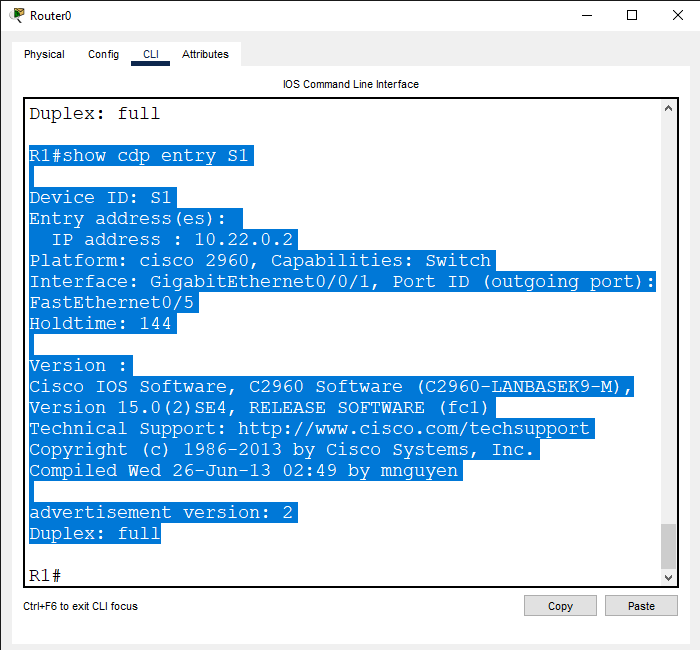 Router0
Physical Config CLI Attributes
IOS Command Line Interface
Duplex: full
R1#show cdp entry S1
Device ID: S1
Entry address(es):
IP address : 10.22.0.2
Platform: cisco 2960, Capabilities: Switch
Interface: GigabitEthernet0/0/1, Port ID (outgoing port):
FastEthernet0/5
Holdtime: 144
Version :
Cisco IOS Software, C2960 Software (C2960-LANBASEK9-M),
Version 15.0(2)SE4, RELEASE SOFTWARE (fc1)
Technical Support: http://www.cisco.com/techsupport
Copyright (c) 1986-2013 by Cisco Systems, Inc.
Compiled Wed 26-Jun-13 02:49 by mnguyen
advertisement version: 2
Duplex: full
R1#
Ctrl+F6 to exit CLI focus Copy Paste